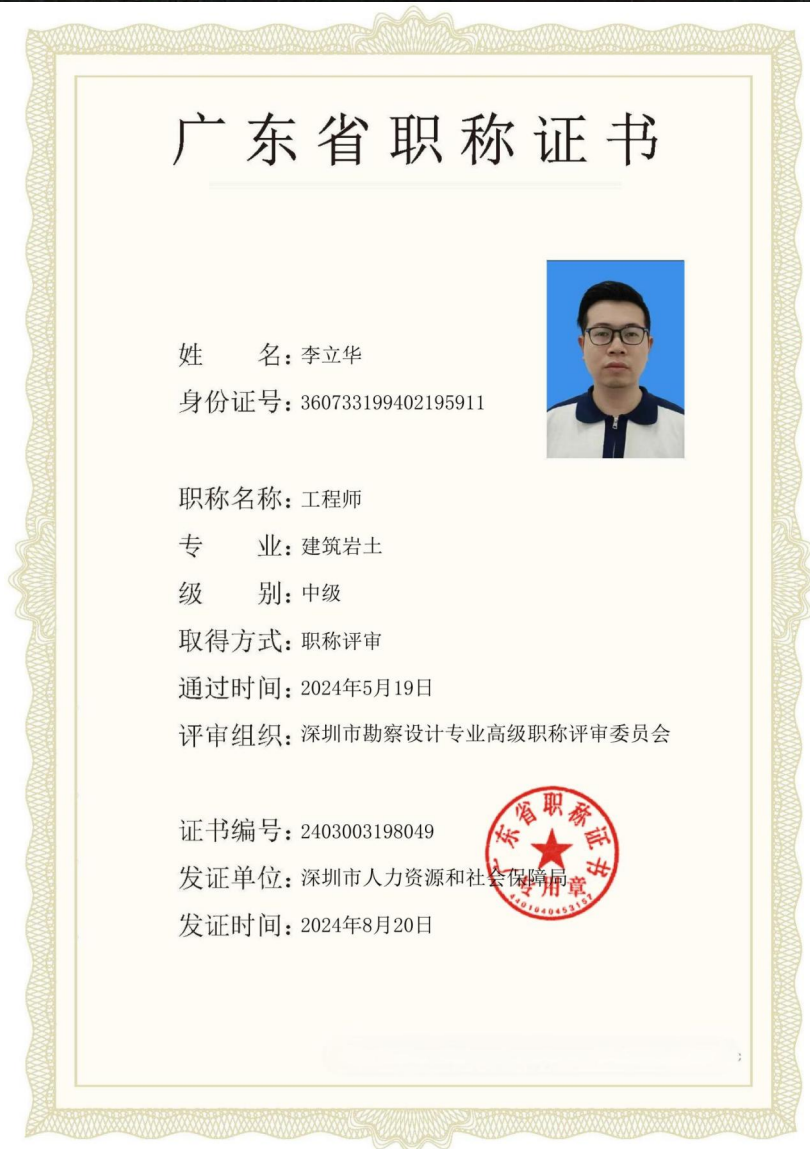 广东省职称证书
姓 名：李立华
身份证号：360733199402195911
职称名称：工程师
专 业：建筑岩土
级 别：中级
取得方式：职称评审
通过时间：2024年5月19日
评审组织：深圳市勘察设计专业高级职称评审委员会
证书编号：2403003198049
发证单位：深圳市人力资源和社会保障局
发证时间：2024年8月20日
广东省职称证书
专用章
4401040453157